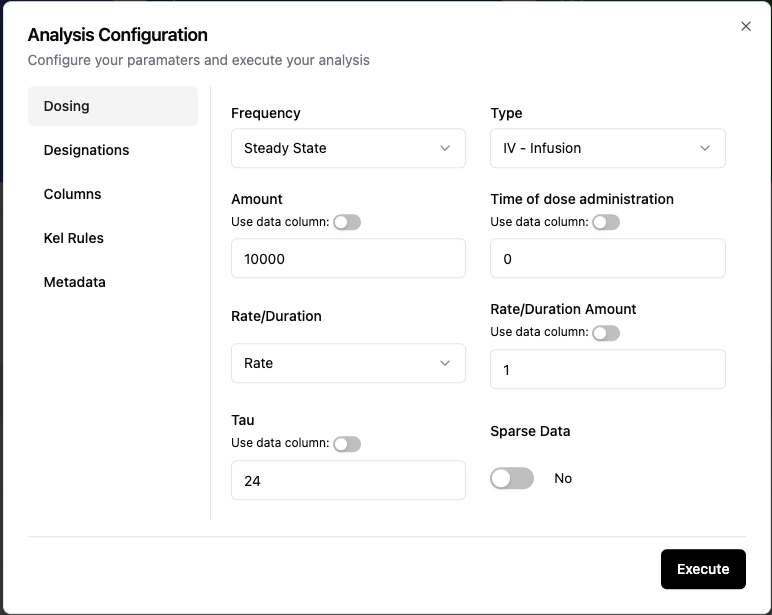 Analysis Configuration
Configure your paramaters and execute your analysis
Dosing
Designations
Columns
Kel Rules
Metadata
Frequency
Steady State
Type
IV - Infusion
Amount
Use data column:
10000
Time of dose administration
Use data column:
0
Rate/Duration
Rate
Rate/Duration Amount
Use data column:
1
Tau
Use data column:
24
Sparse Data
No
Execute